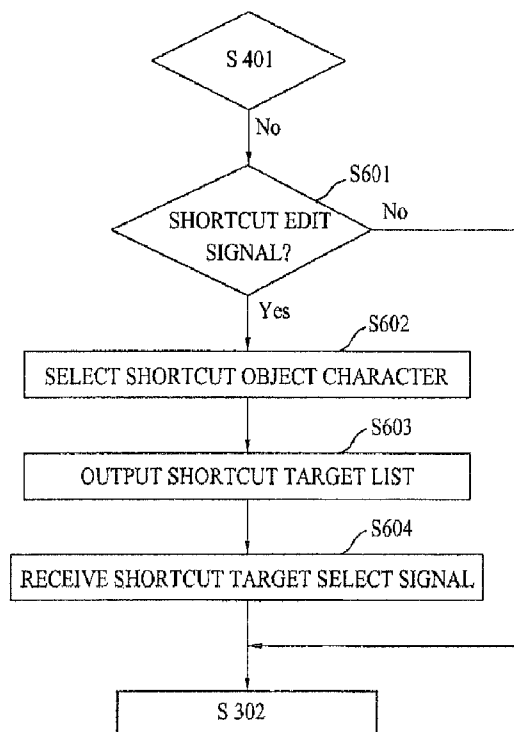 S 401
No
S601
SHORTCUT EDIT
SIGNAL?
No
Yes
S602
SELECT SHORTCUT OBJECT CHARACTER
S603
OUTPUT SHORTCUT TARGET LIST
S604
RECEIVE SHORTCUT TARGET SELECT SIGNAL
S 302